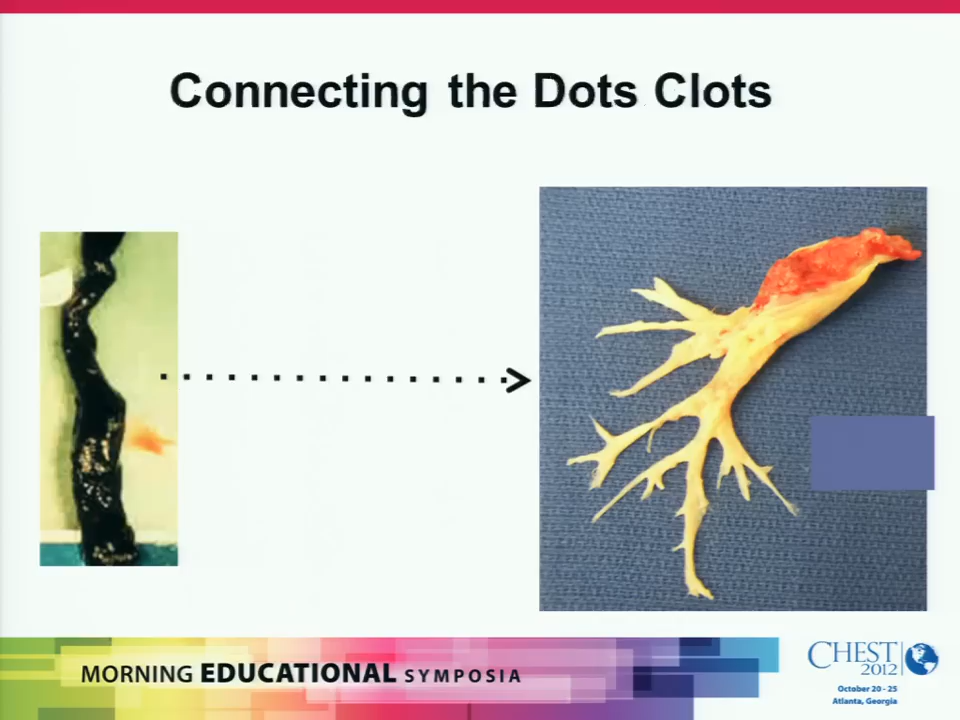 Connecting the Dots Clots
MORNING EDUCATIONAL SYMPOSIA
CHEST
2012
October 20 - 25
Atlanta, Georgia